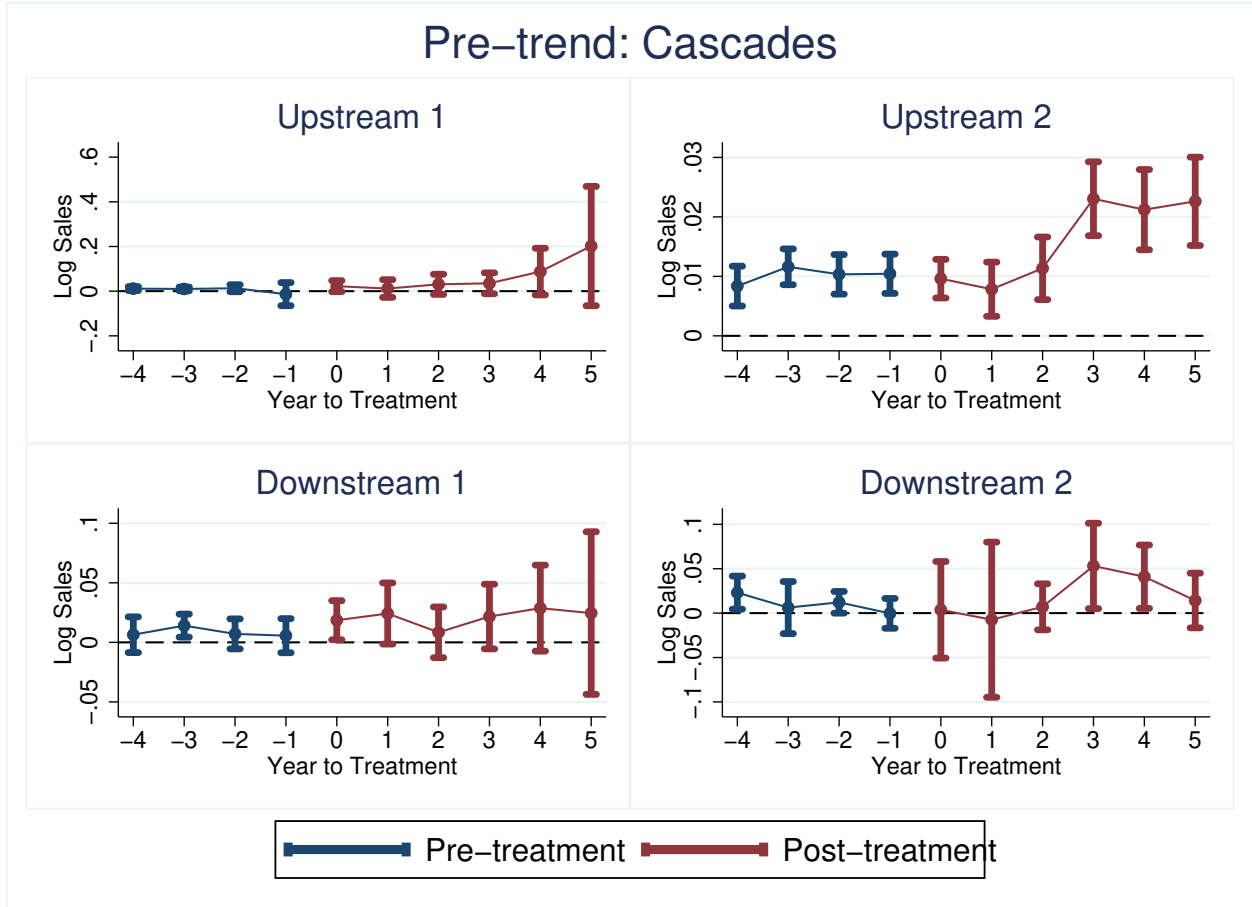 Pre−trend: Cascades
Upstream 1
Log Sales
.6
.4
.2
0
−.2
−4 −3 −2 −1 0 1 2 3 4 5
Year to Treatment
Upstream 2
Log Sales
.03
.02
.01
0
−4 −3 −2 −1 0 1 2 3 4 5
Year to Treatment
Downstream 1
Log Sales
.1
.05
0
−.05
−4 −3 −2 −1 0 1 2 3 4 5
Year to Treatment
Downstream 2
Log Sales
.1
.05
0
−.05
−.1
−4 −3 −2 −1 0 1 2 3 4 5
Year to Treatment
Pre−treatment Post−treatment